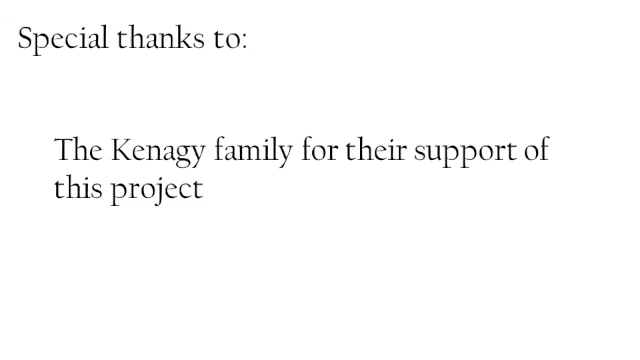 Special thanks to:
The Kenagy family for their support of
this project